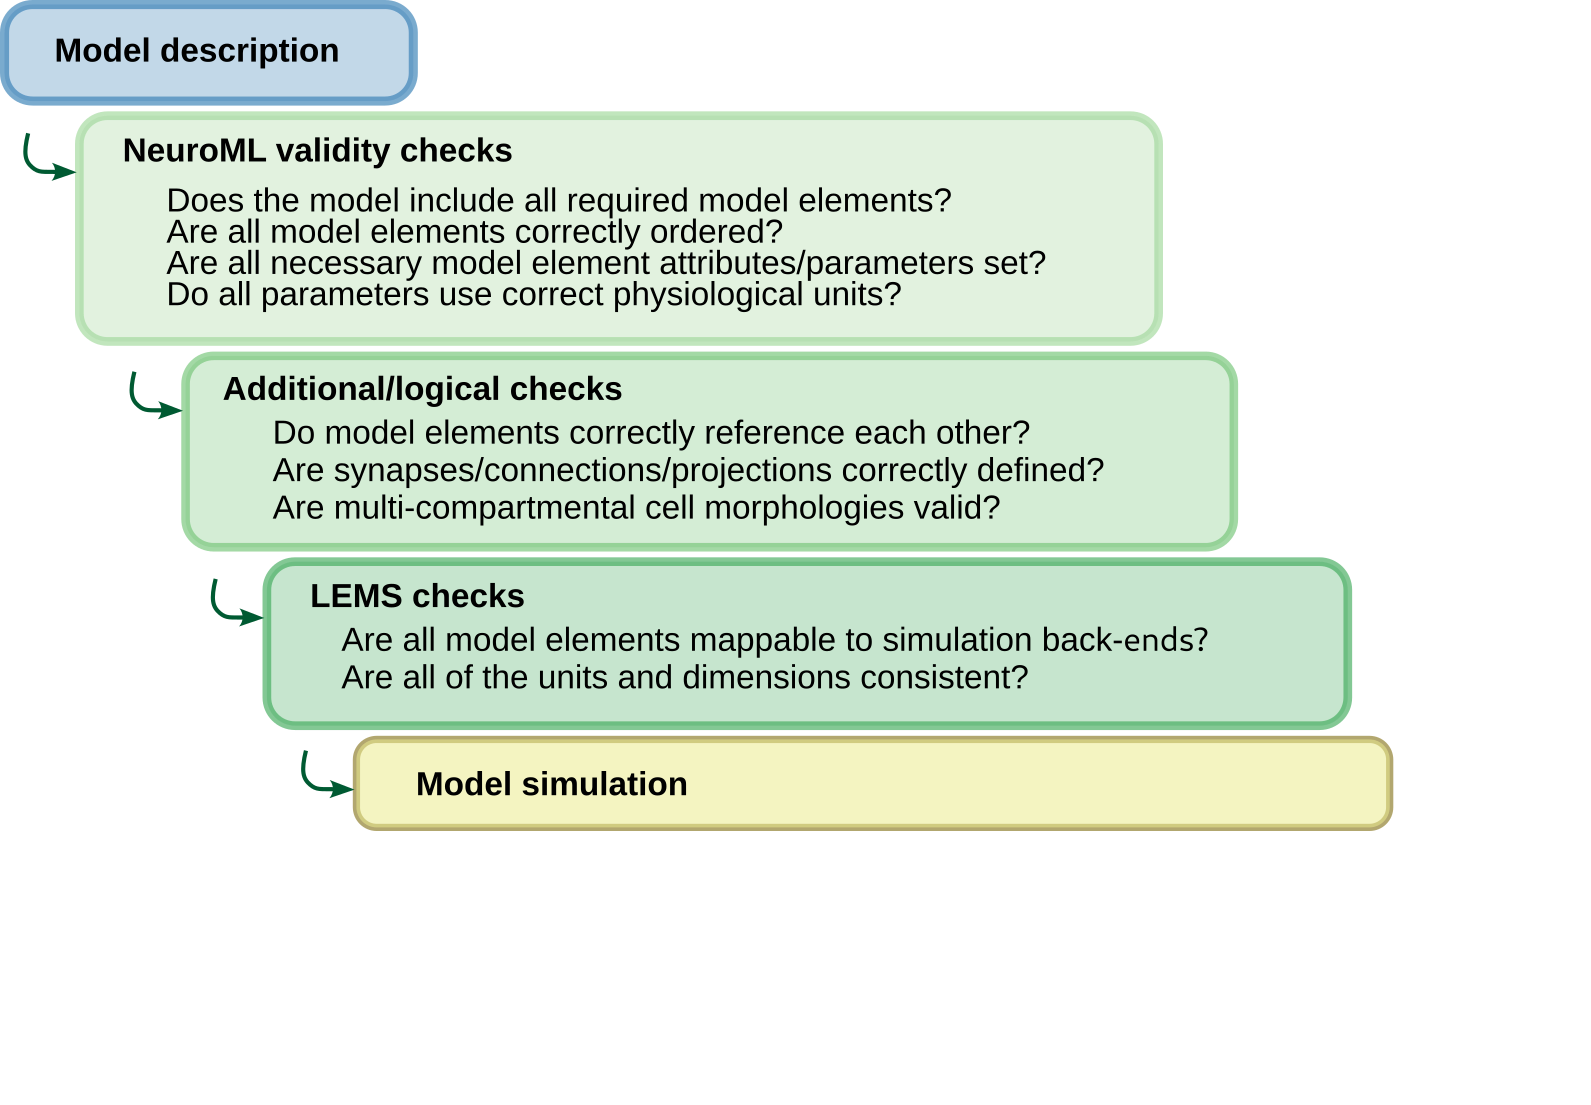 Model description
NeuroML validity checks
Does the model include all required model elements?
Are all model elements correctly ordered?
Are all necessary model element attributes/parameters set?
Do all parameters use correct physiological units?
Additional/logical checks
Do model elements correctly reference each other?
Are synapses/connections/projections correctly defined?
Are multi-compartmental cell morphologies valid?
LEMS checks
Are all model elements mappable to simulation back-ends?
Are all of the units and dimensions consistent?
Model simulation